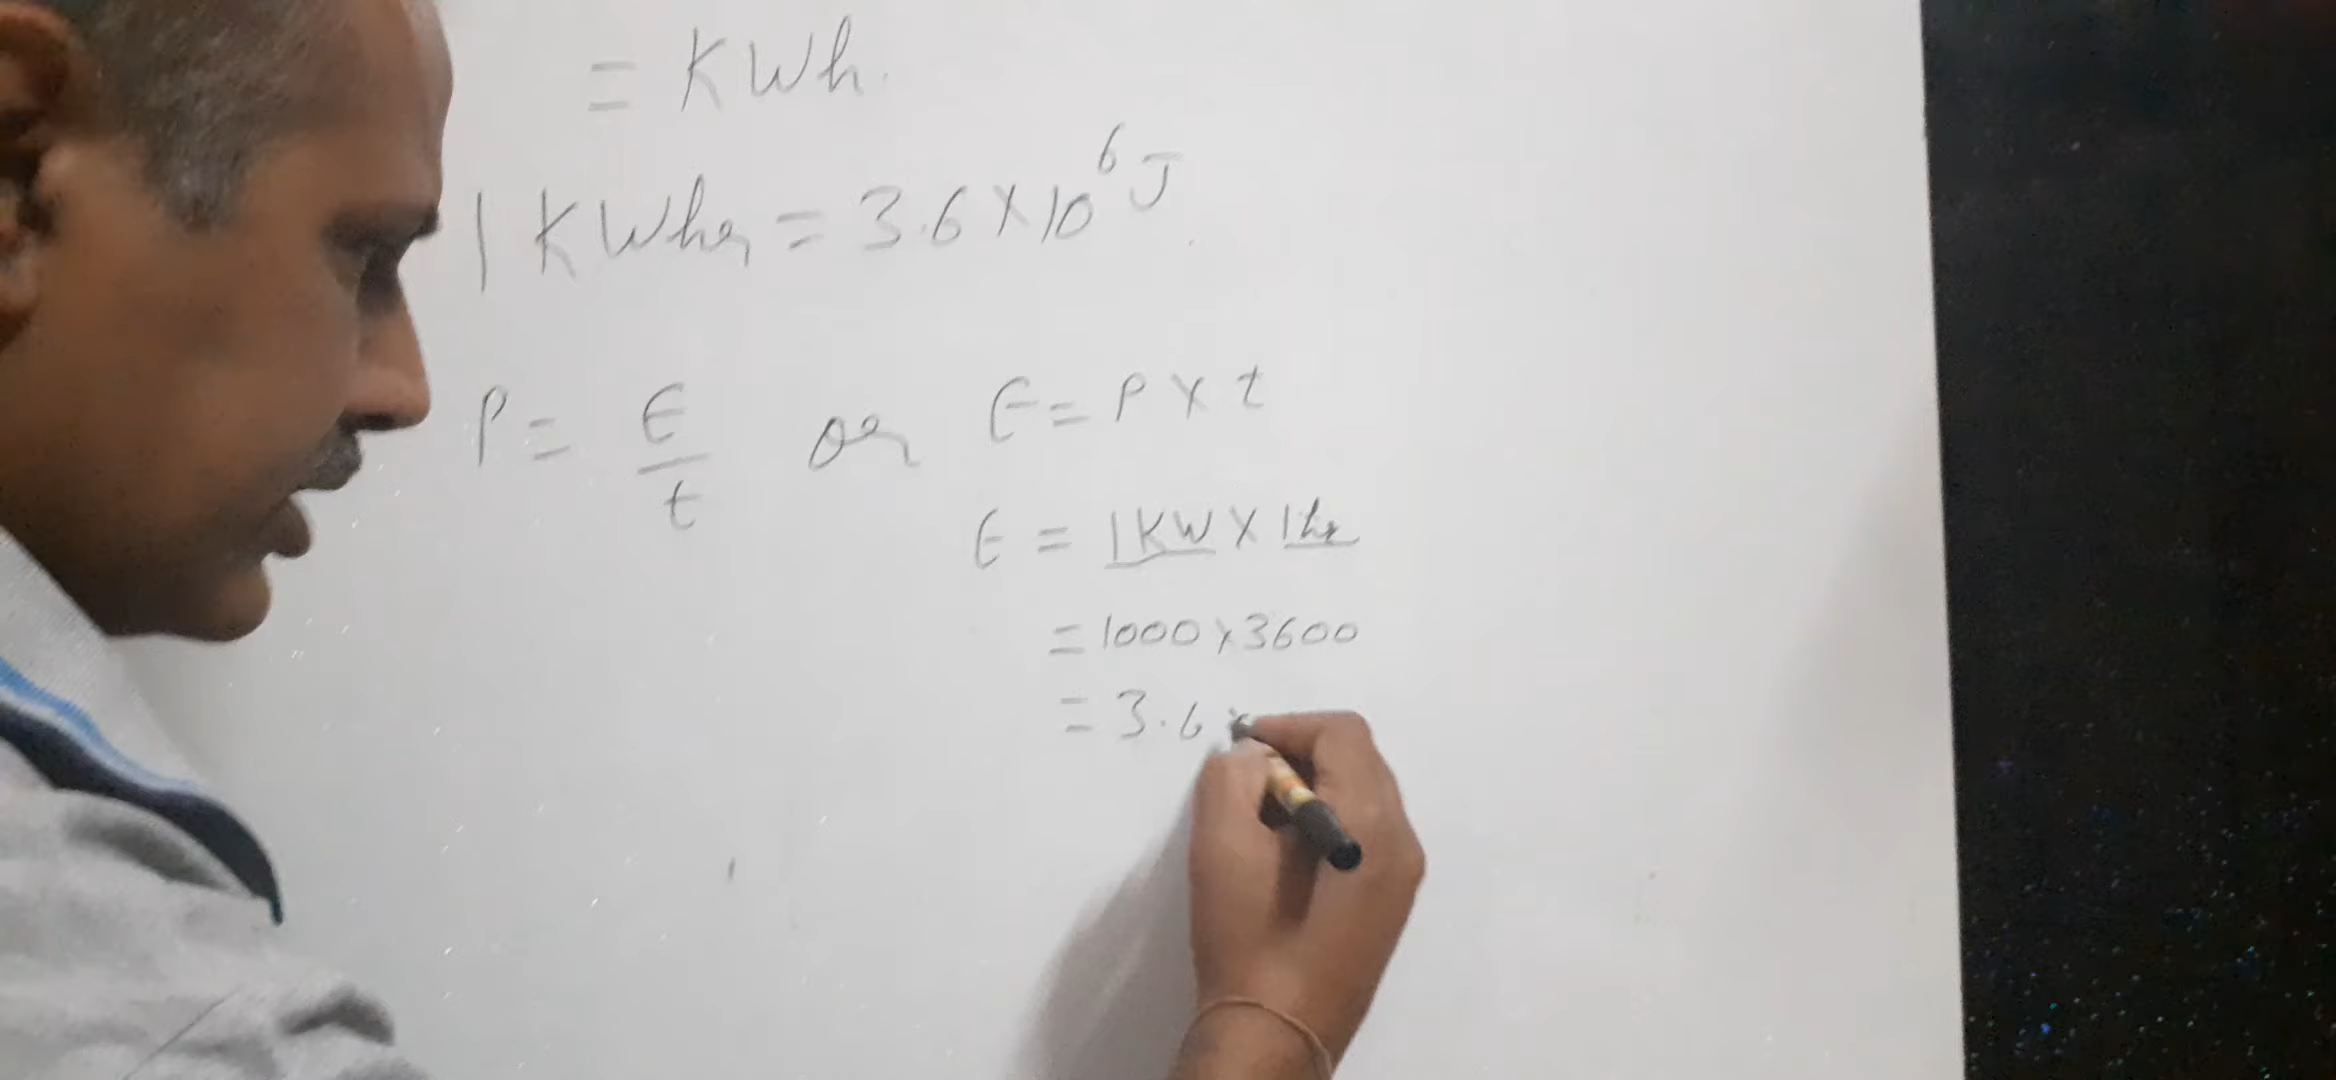 = KWh.
1 KWhr = 3.6 X 10⁶ J
P = E/t or E = P X t
E = 1KW X 1hr
= 1000 x 3600
= 3.6 x